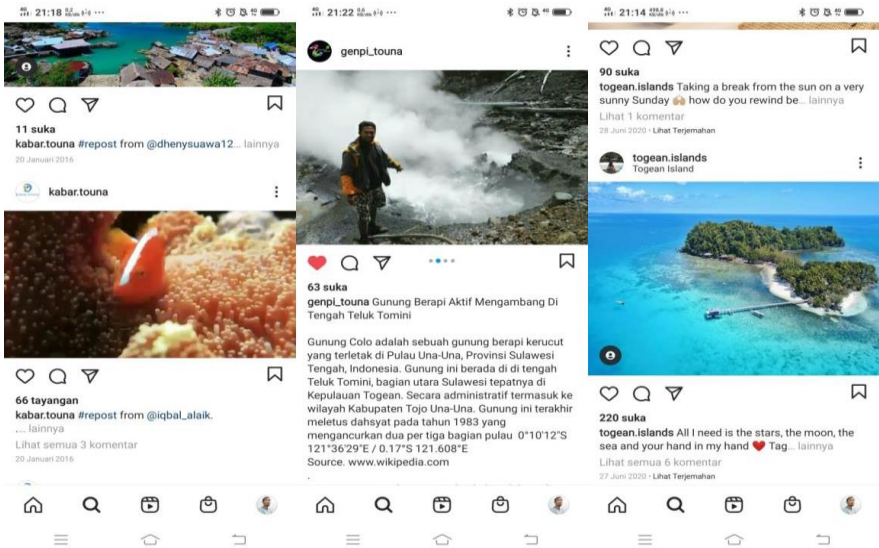 21:18
11 suka
kabar.touna #repost from @dhenysuawa12... lainnya
20 Januari 2016
kabar.touna
66 tayangan
kabar.touna #repost from @iqbal_alaik.
.... lainnya
Lihat semua 3 komentar
20 Januari 2016
21:22
genpi_touna
63 suka
genpi_touna Gunung Berapi Aktif Mengambang Di
Tengah Teluk Tomini
Gunung Colo adalah sebuah gunung berapi kerucut
yang terletak di Pulau Una-Una, Provinsi Sulawesi
Tengah, Indonesia. Gunung ini berada di di tengah
Teluk Tomini, bagian utara Sulawesi tepatnya di
Kepulauan Togean. Secara administratif termasuk ke
wilayah Kabupaten Tojo Una-Una. Gunung ini terakhir
meletus dahsyat pada tahun 1983 yang
mengancurkan dua per tiga bagian pulau  0°10'12"S
121°36'29"E / 0.17°S 121.608°E
Source. www.wikipedia.com
.
21:14
90 suka
togean.islands Taking a break from the sun on a very
sunny Sunday 🙌🏼 how do you rewind be... lainnya
Lihat 1 komentar
28 Juni 2020 • Lihat Terjemahan
togean.islands
Togean Island
220 suka
togean.islands All I need is the stars, the moon, the
sea and your hand in my hand ❤️ Tag... lainnya
Lihat semua 6 komentar
27 Juni 2020 • Lihat Terjemahan